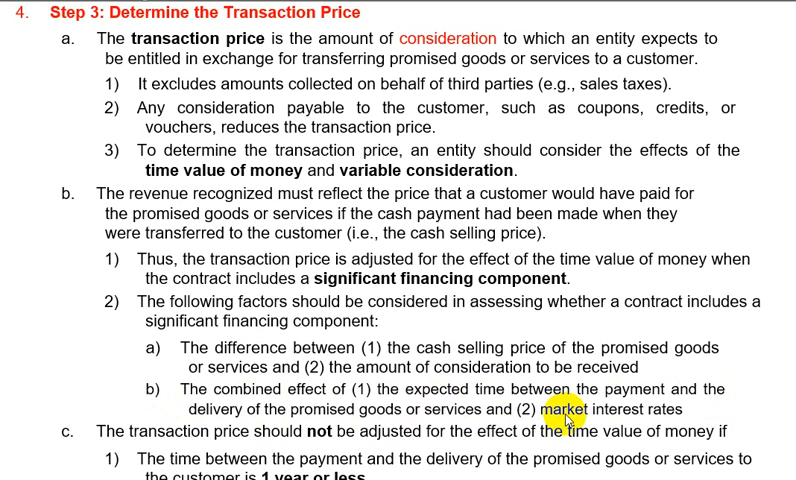 4. Step 3: Determine the Transaction Price
a. The transaction price is the amount of consideration to which an entity expects to
be entitled in exchange for transferring promised goods or services to a customer.
1) It excludes amounts collected on behalf of third parties (e.g., sales taxes).
2) Any consideration payable to the customer, such as coupons, credits, or
vouchers, reduces the transaction price.
3) To determine the transaction price, an entity should consider the effects of the
time value of money and variable consideration.
b. The revenue recognized must reflect the price that a customer would have paid for
the promised goods or services if the cash payment had been made when they
were transferred to the customer (i.e., the cash selling price).
1) Thus, the transaction price is adjusted for the effect of the time value of money when
the contract includes a significant financing component.
2) The following factors should be considered in assessing whether a contract includes a
significant financing component:
a) The difference between (1) the cash selling price of the promised goods
or services and (2) the amount of consideration to be received
b) The combined effect of (1) the expected time between the payment and the
delivery of the promised goods or services and (2) market interest rates
c. The transaction price should not be adjusted for the effect of the time value of money if
1) The time between the payment and the delivery of the promised goods or services to
the customer is 1 year or less